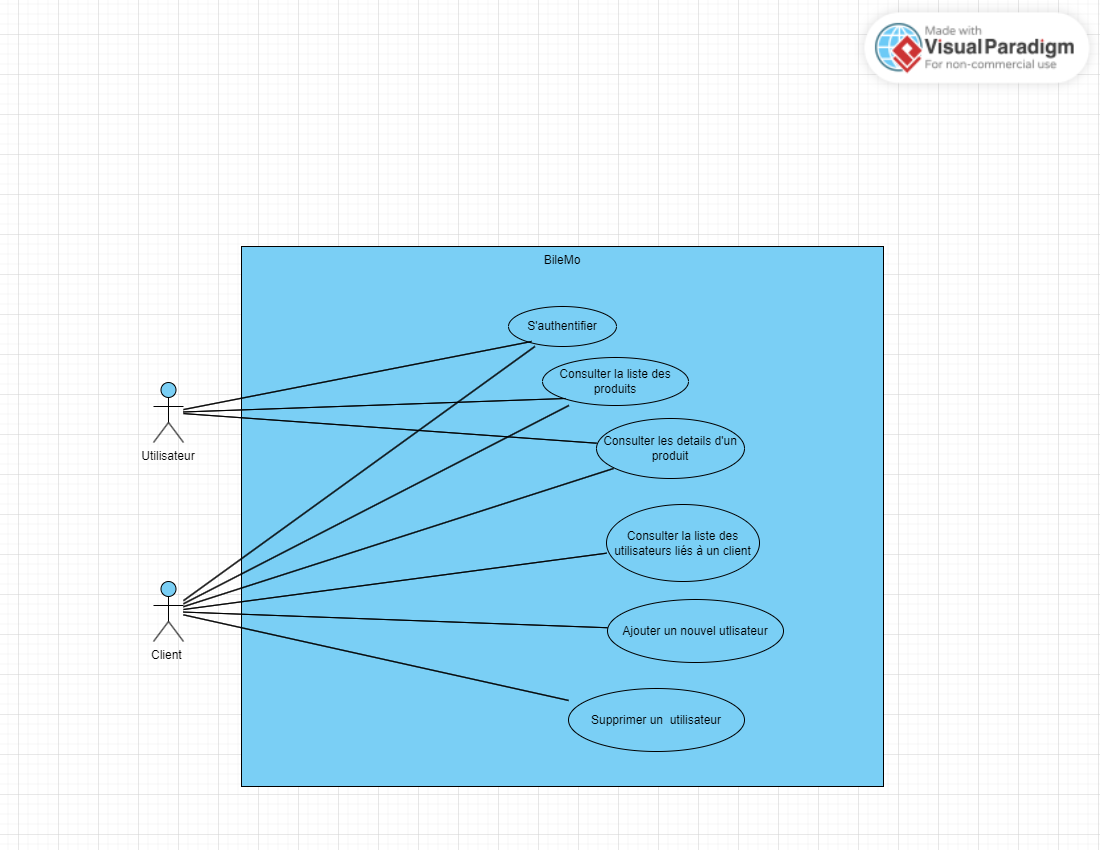 Made with
Visual Paradigm
For non-commercial use
BileMo
S'authentifier
Consulter la liste des
produits
Consulter les details d'un
produit
Utilisateur
Consulter la liste des
utilisateurs liés à un client
Ajouter un nouvel utlisateur
Client
Supprimer un  utilisateur